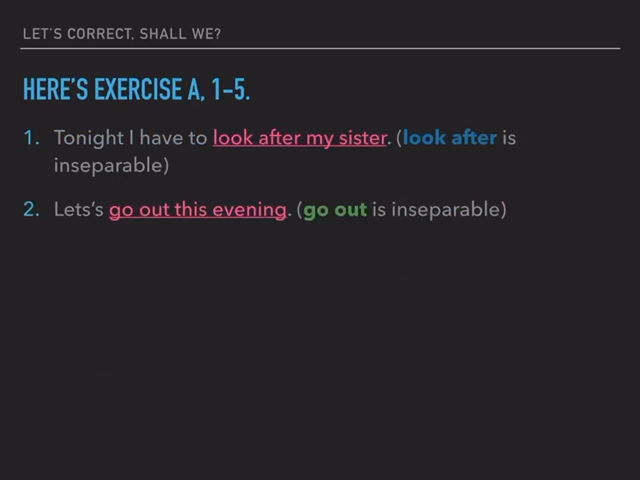 LET'S CORRECT, SHALL WE?
HERE'S EXERCISE A, 1-5.
1. Tonight I have to look after my sister. (look after is
inseparable)
2. Lets's go out this evening. (go out is inseparable)